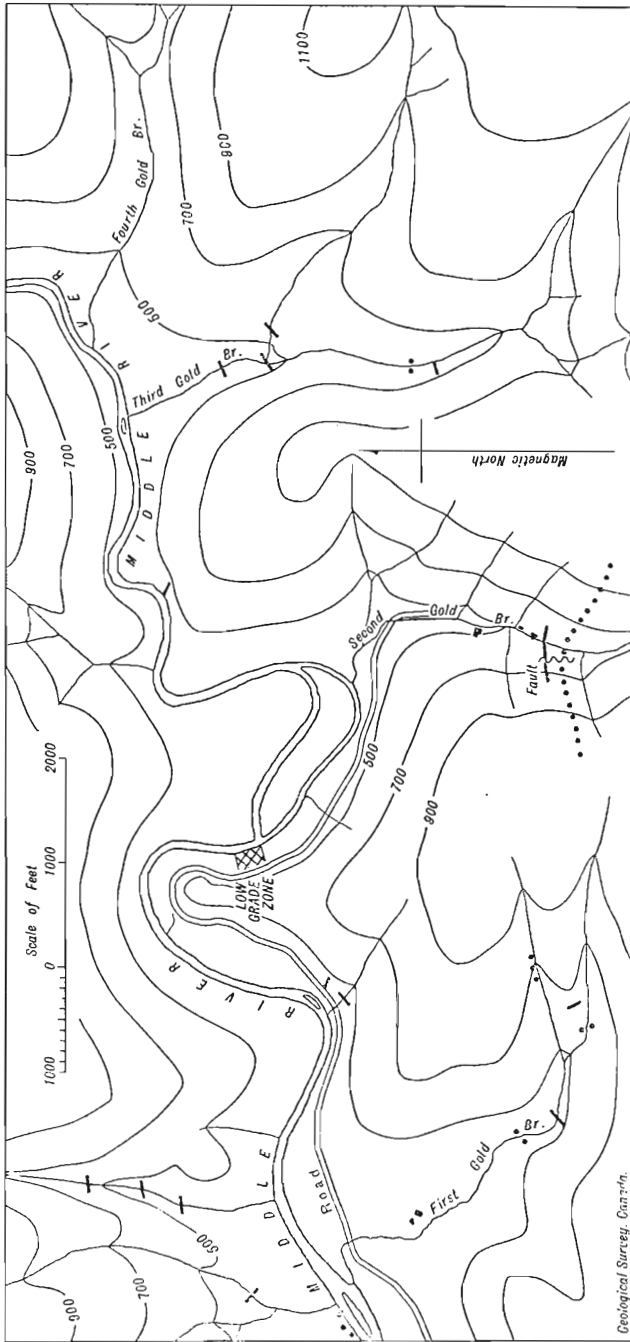 Scale of Feet
1000
0
1000
2000
900
700
500
1100
900
700
500
Fourth Gold Br.
Third Gold Br.
MIDDLE RIVER
900
700
500
Magnetic North
Second Gold Br.
Fault
500
700
900
LOW
GRADE
ZONE
RIVER
MIDDLE
Road
First Gold Br.
Geological Survey, Canada.